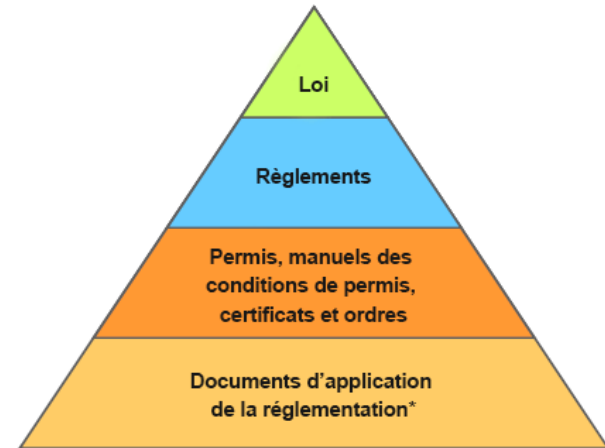 Loi
Règlements
Permis, manuels des
conditions de permis,
certificats et ordres
Documents d'application
de la réglementation*